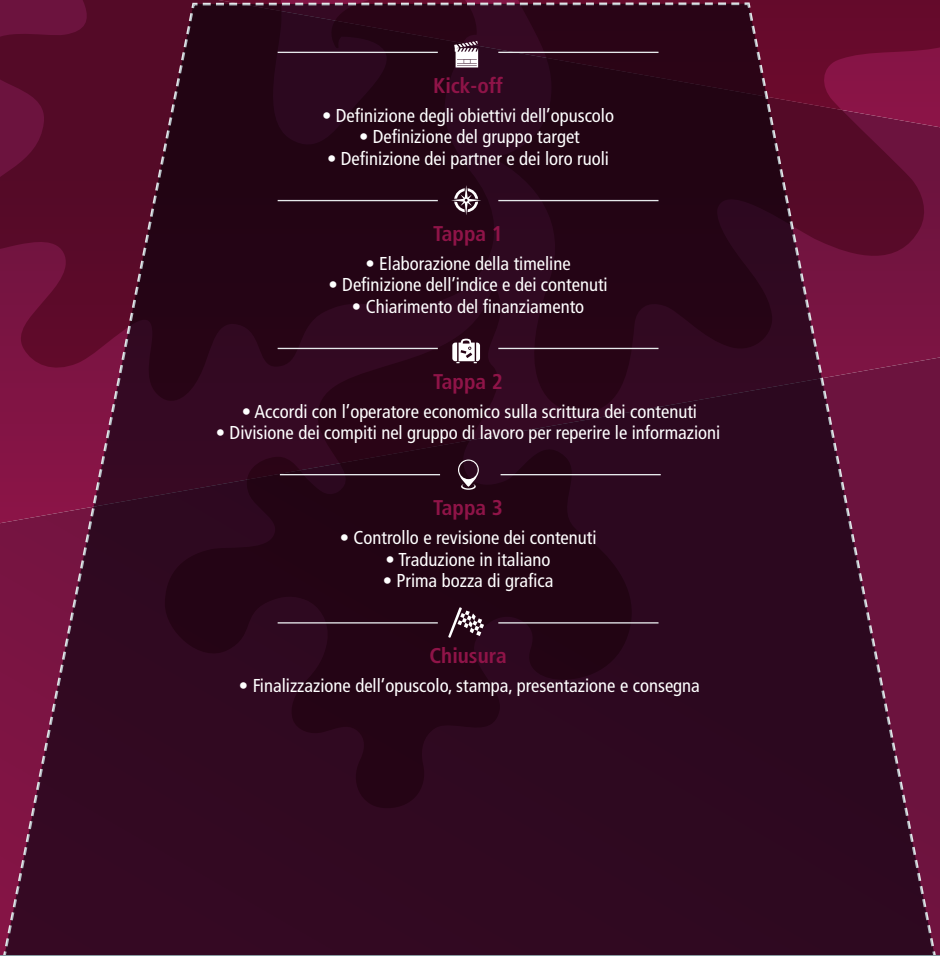 Kick-off
• Definizione degli obiettivi dell’opuscolo
• Definizione del gruppo target
• Definizione dei partner e dei loro ruoli
Tappa 1
• Elaborazione della timeline
• Definizione dell’indice e dei contenuti
• Chiarimento del finanziamento
Tappa 2
• Accordi con l’operatore economico sulla scrittura dei contenuti
• Divisione dei compiti nel gruppo di lavoro per reperire le informazioni
Tappa 3
• Controllo e revisione dei contenuti
• Traduzione in italiano
• Prima bozza di grafica
Chiusura
• Finalizzazione dell’opuscolo, stampa, presentazione e consegna